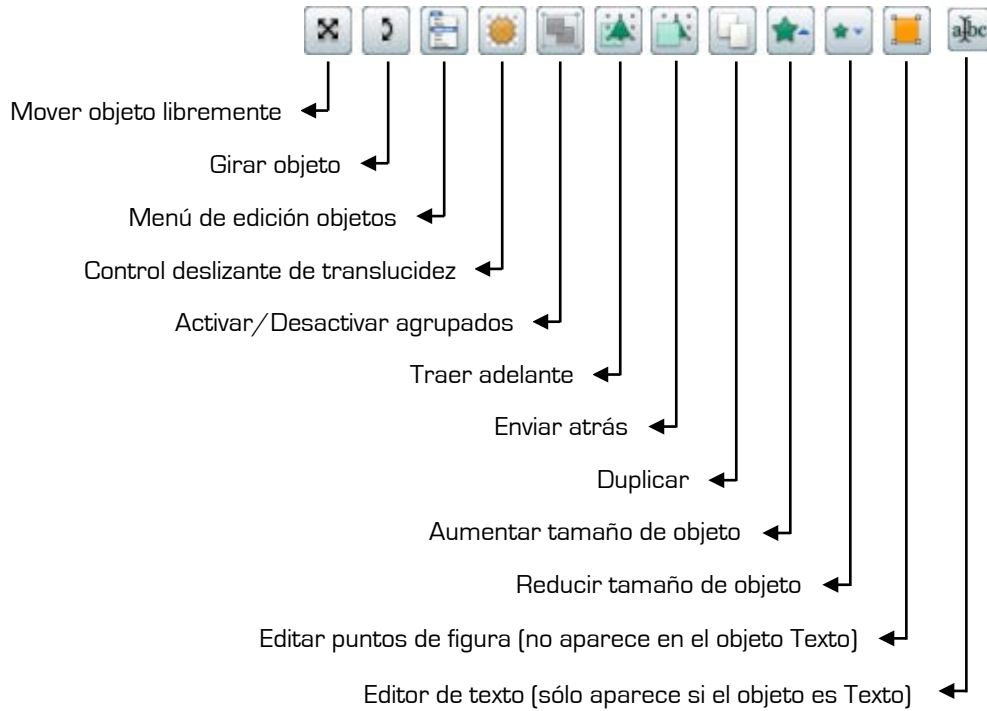 aIbc
Mover objeto libremente
Girar objeto
Menú de edición objetos
Control deslizante de translucidez
Activar/Desactivar agrupados
Traer adelante
Enviar atrás
Duplicar
Aumentar tamaño de objeto
Reducir tamaño de objeto
Editar puntos de figura (no aparece en el objeto Texto)
Editor de texto (sólo aparece si el objeto es Texto)